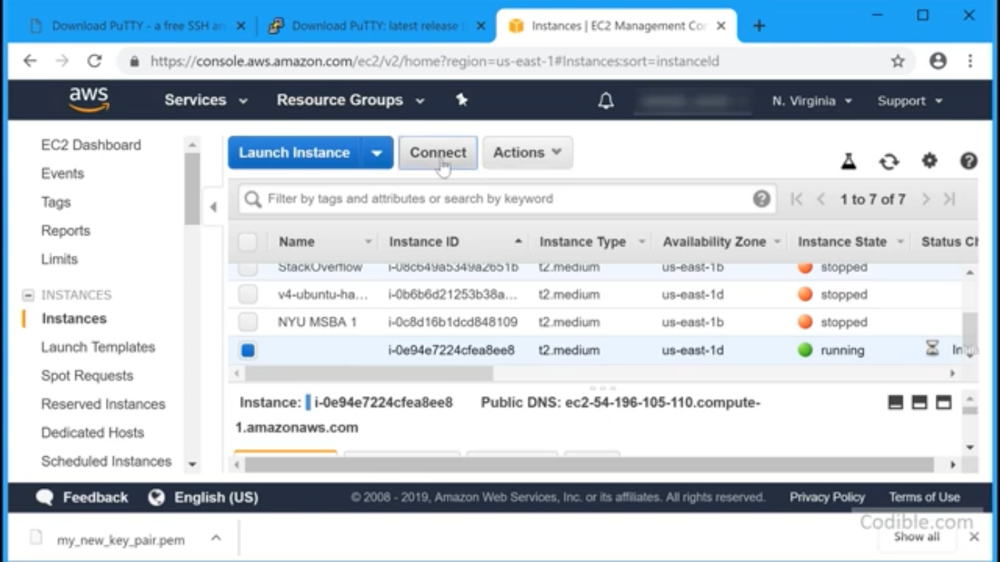 Download PuTTY - a free SSH an
Download PuTTY: latest release
Instances | EC2 Management Co
https://console.aws.amazon.com/ec2/v2/home?region=us-east-1#Instances:sort=instanceId
aws
Services
Resource Groups
N. Virginia
Support
EC2 Dashboard
Events
Tags
Reports
Limits
INSTANCES
Instances
Launch Templates
Spot Requests
Reserved Instances
Dedicated Hosts
Scheduled Instances
Launch Instance
Connect
Actions
Filter by tags and attributes or search by keyword
1 to 7 of 7
Name Instance ID Instance Type Availability Zone Instance State Status Ch
StackOverflow i-08c649a5349a2651b t2.medium us-east-1b stopped
v4-ubuntu-ha... i-0b6b6d21253b38a... t2.medium us-east-1d stopped
NYU MSBA 1 i-0c8d16b1dcd848109 t2.medium us-east-1b stopped
i-0e94e7224cfea8ee8 t2.medium us-east-1d running
Instance: i-0e94e7224cfea8ee8 Public DNS: ec2-54-196-105-110.compute-
1.amazonaws.com
Feedback
English (US)
© 2008 - 2019, Amazon Web Services, Inc. or its affiliates. All rights reserved.
Privacy Policy
Terms of Use
Codible.com
my_new_key_pair.pem
Show all